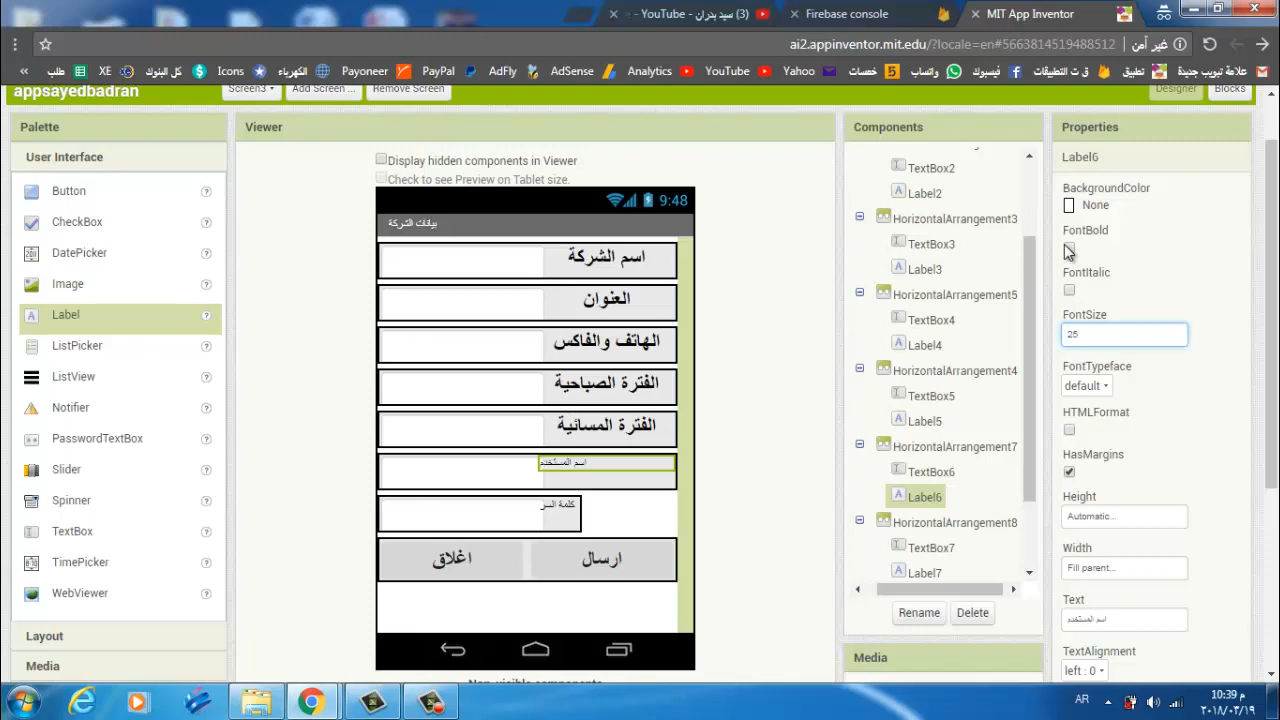 (3) سيد بدران - YouTube
Firebase console
MIT App Inventor
ai2.appinventor.mit.edu/?locale=en#5663814519488512
غير آمن
«
طلب
XE
كل البنوك
Icons
الكهرباء
Payoneer
PayPal
AdFly
AdSense
Analytics
YouTube
Yahoo
خمسات
واتساب
فيسبوك
ق ت التطبيقات
تطبيق
علامة تبويب جديدة
appsayedbadran
Screen3
Add Screen ...
Remove Screen
Designer
Blocks
Palette
Viewer
Components
Properties
User Interface
Button
CheckBox
DatePicker
Image
Label
ListPicker
ListView
Notifier
PasswordTextBox
Slider
Spinner
TextBox
TimePicker
WebViewer
Layout
Media
Display hidden components in Viewer
Check to see Preview on Tablet size.
9:48
بيانات الشركة
اسم الشركة
العنوان
الهاتف والفاكس
الفترة الصباحية
الفترة المسائية
اسم المستخدم
كلمة السر
اغلاق
ارسال
Non-visible components
TextBox2
Label2
HorizontalArrangement3
TextBox3
Label3
HorizontalArrangement5
TextBox4
Label4
HorizontalArrangement4
TextBox5
Label5
HorizontalArrangement7
TextBox6
Label6
HorizontalArrangement8
TextBox7
Label7
Rename
Delete
Media
Label6
BackgroundColor
None
FontBold
FontItalic
FontSize
25
FontTypeface
default
HTMLFormat
HasMargins
Height
Automatic...
Width
Fill parent...
Text
اسم المستخدم
TextAlignment
left : 0
AR
10:39 م
٢٠١٨/٠٣/١٩